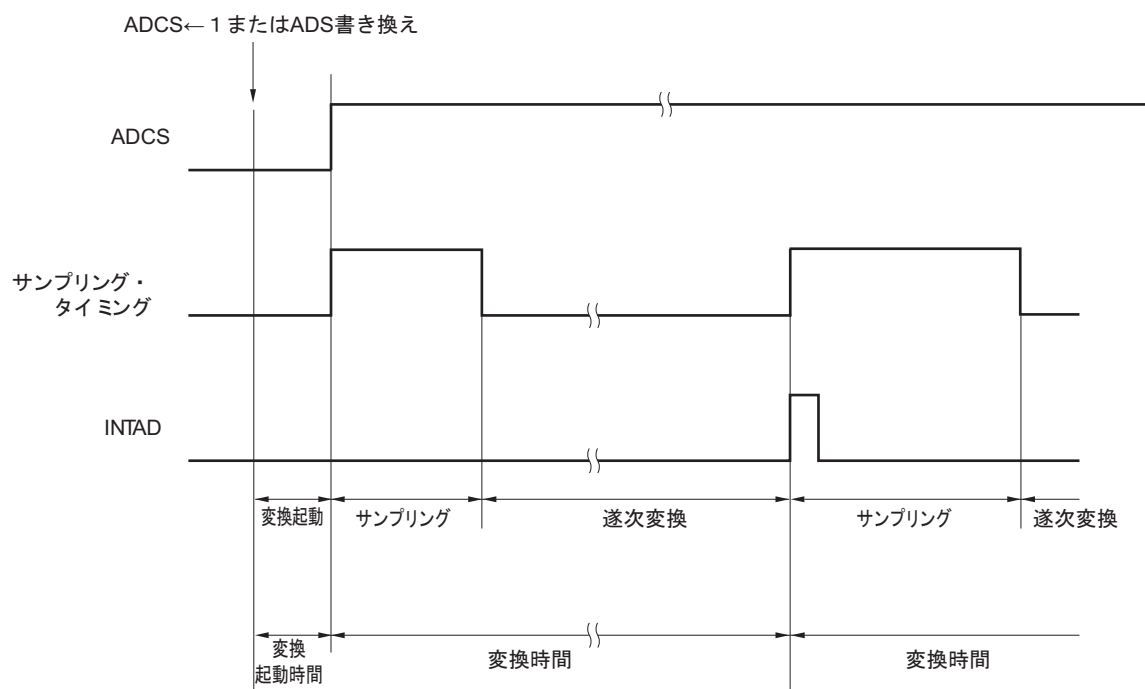 ADCS←１またはADS書き換え
ADCS
サンプリング・
タイミング
INTAD
変換起動
サンプリング
逐次変換
サンプリング
逐次変換
変換
起動時間
変換時間
変換時間